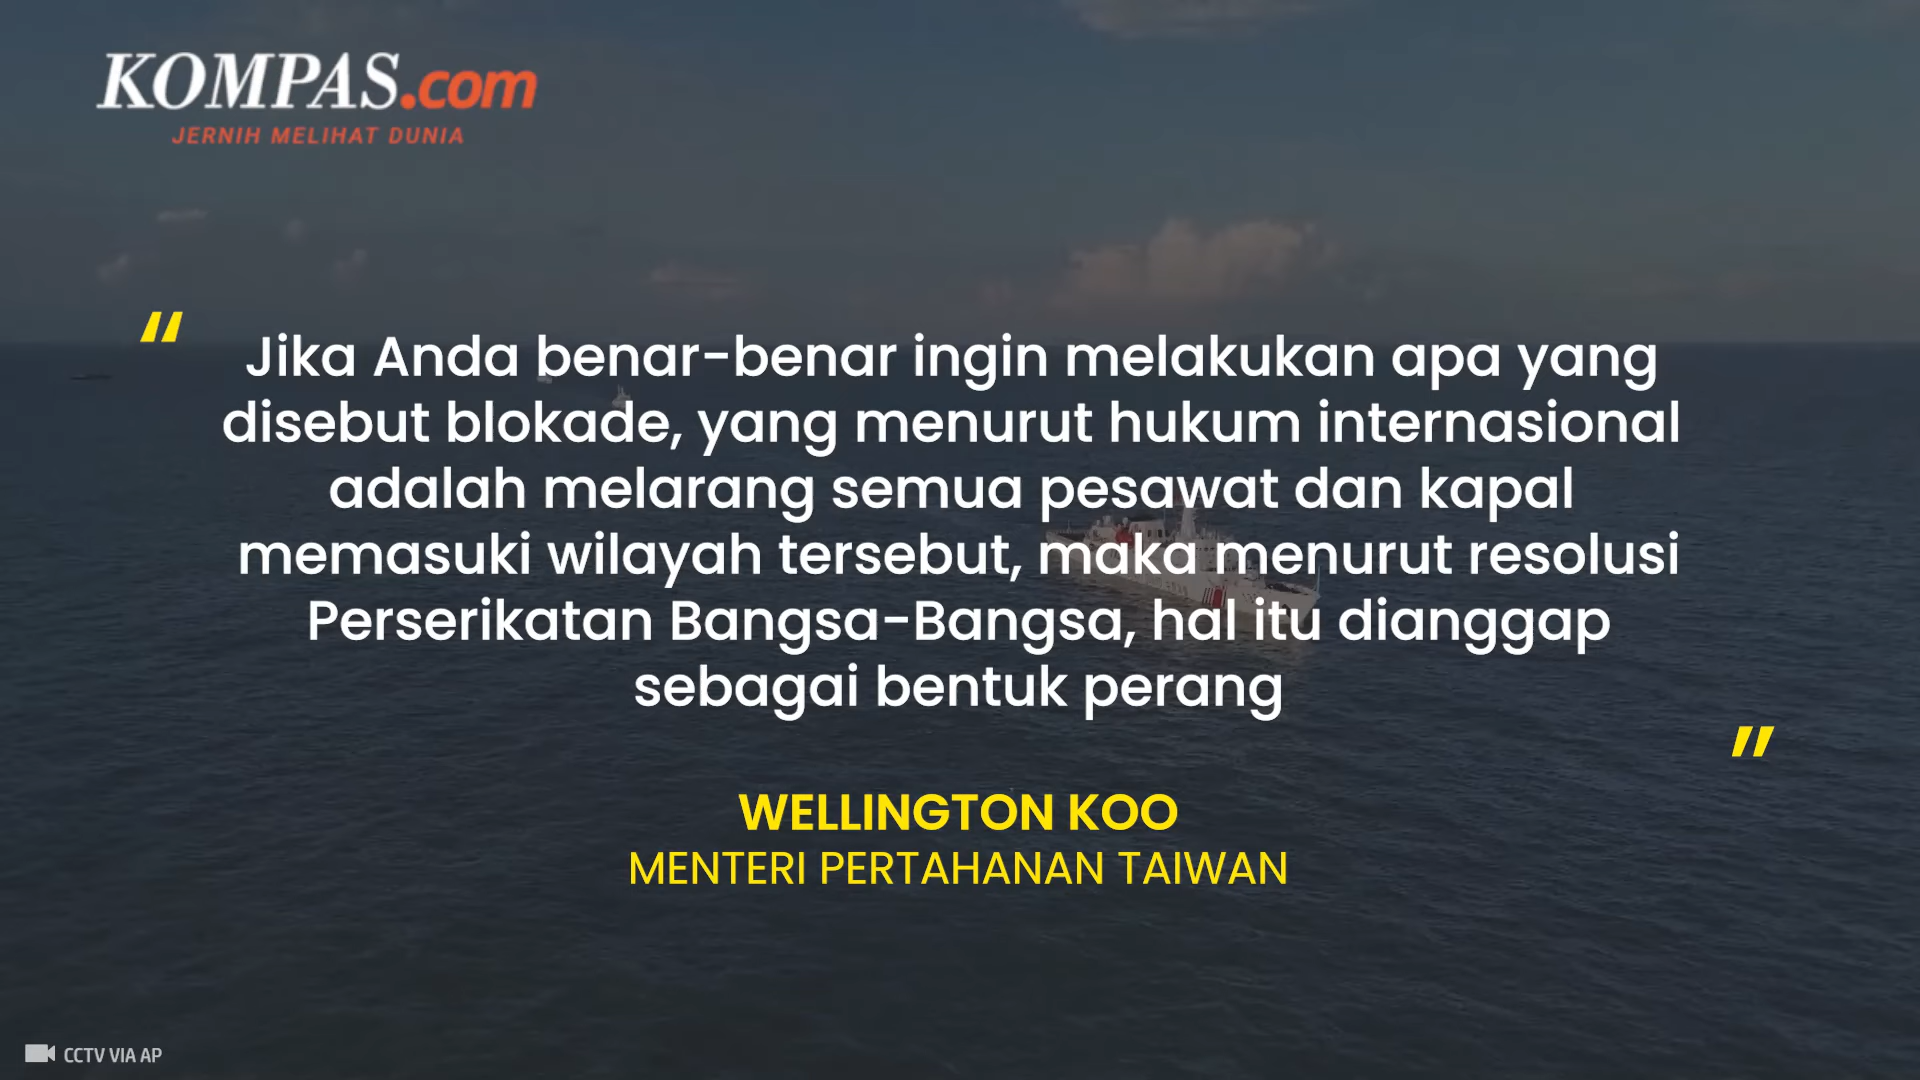 KOMPAS.com
JERNIH MELIHAT DUNIA
“
Jika Anda benar-benar ingin melakukan apa yang
disebut blokade, yang menurut hukum internasional
adalah melarang semua pesawat dan kapal
memasuki wilayah tersebut, maka menurut resolusi
Perserikatan Bangsa-Bangsa, hal itu dianggap
sebagai bentuk perang
”
WELLINGTON KOO
MENTERI PERTAHANAN TAIWAN
CCTV VIA AP